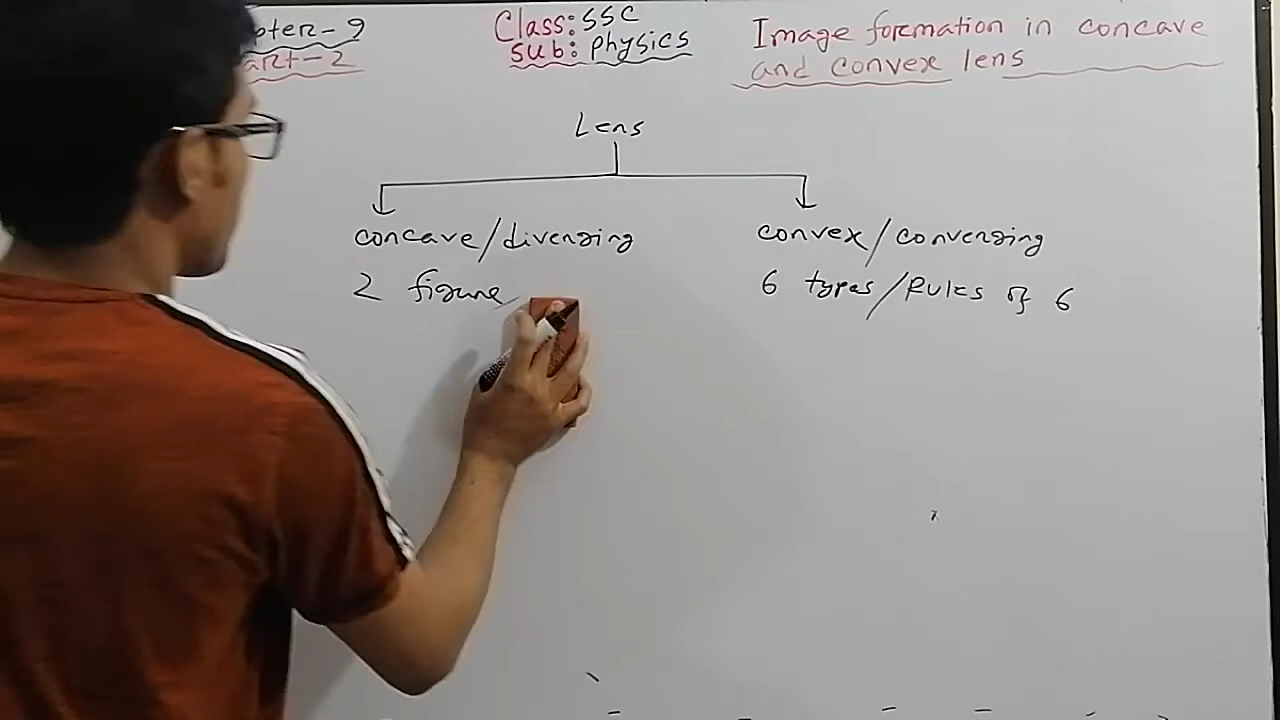 pter-9
art-2
Class: SSC
Sub: physics
Image formation in concave
and convex lens
Lens
concave/diverging
convex/converging
2 figure
6 types/Rules of 6